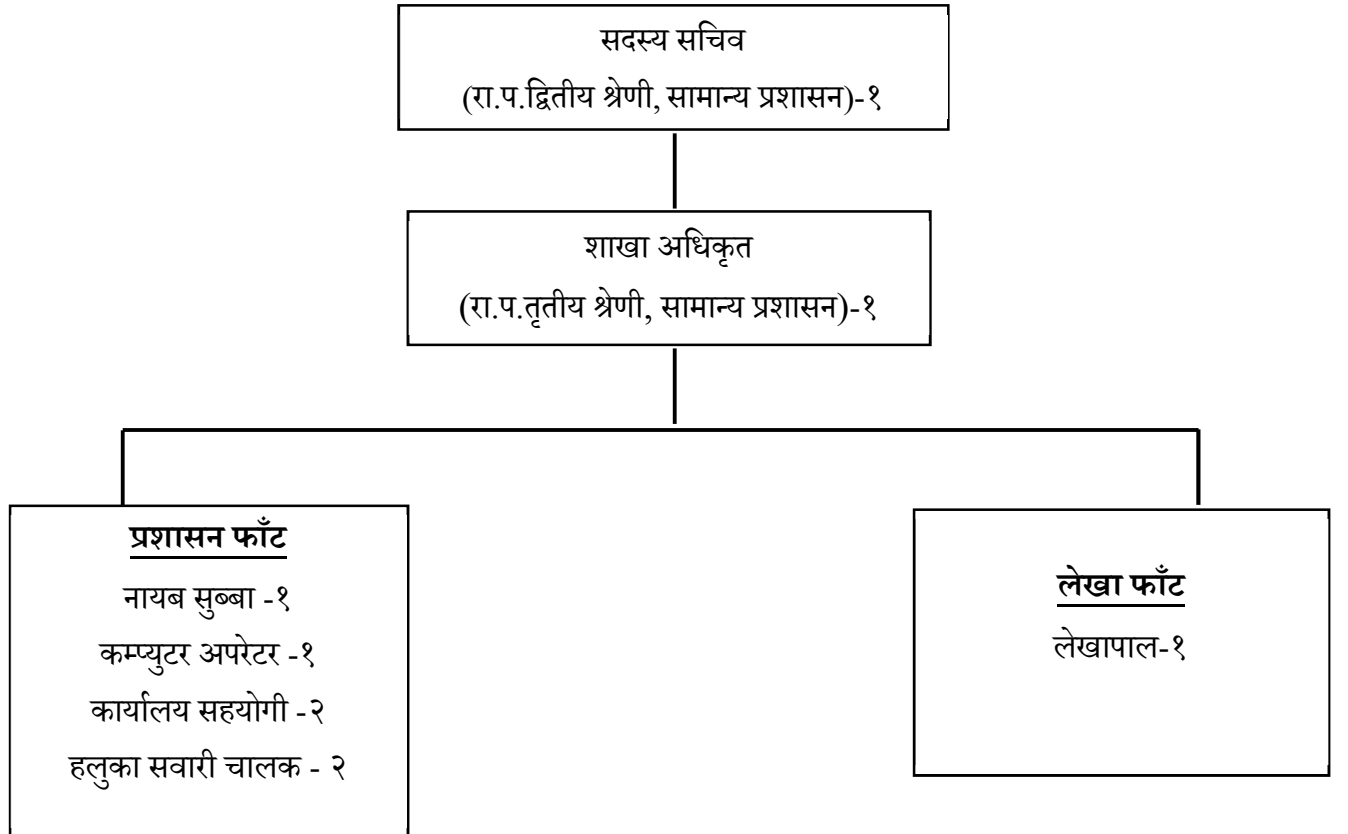 सदस्य सचिव
(रा.प.द्वितीय श्रेणी, सामान्य प्रशासन)-१
शाखा अधिकृत
(रा.प.तृतीय श्रेणी, सामान्य प्रशासन)-१
प्रशासन फाँट
नायब सुब्बा -१
कम्प्युटर अपरेटर -१
कार्यालय सहयोगी -२
हलुका सवारी चालक - २
लेखा फाँट
लेखापाल-१